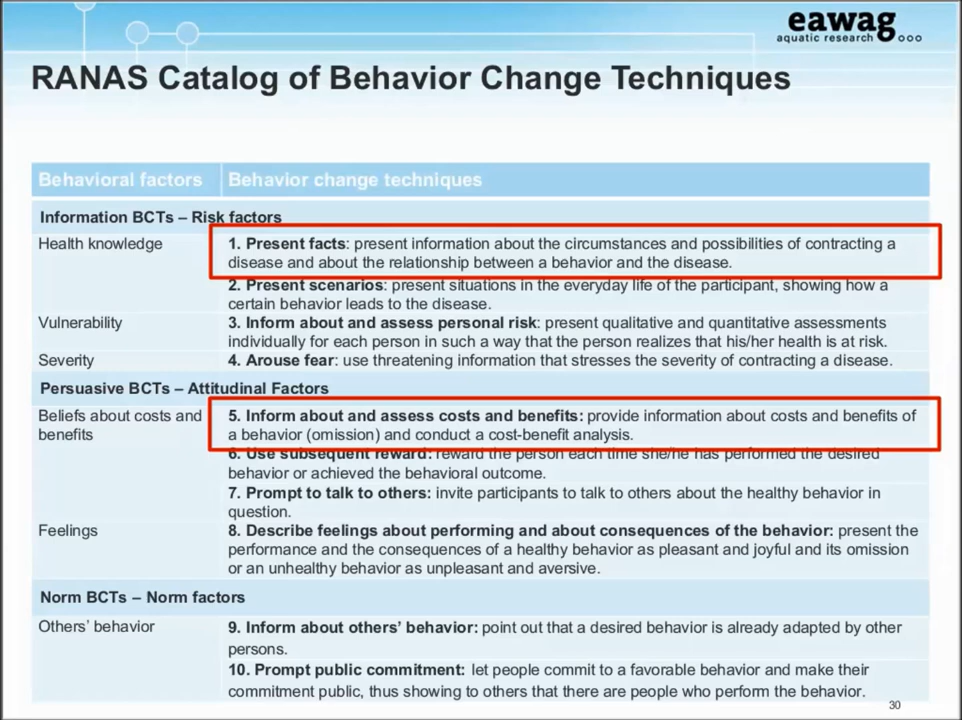 eawag
aquatic research
RANAS Catalog of Behavior Change Techniques
Behavioral factors Behavior change techniques
Information BCTs – Risk factors
Health knowledge 1. Present facts: present information about the circumstances and possibilities of contracting a
disease and about the relationship between a behavior and the disease.
2. Present scenarios: present situations in the everyday life of the participant, showing how a
certain behavior leads to the disease.
Vulnerability 3. Inform about and assess personal risk: present qualitative and quantitative assessments
individually for each person in such a way that the person realizes that his/her health is at risk.
Severity 4. Arouse fear: use threatening information that stresses the severity of contracting a disease.
Persuasive BCTs – Attitudinal Factors
Beliefs about costs and 5. Inform about and assess costs and benefits: provide information about costs and benefits of
benefits a behavior (omission) and conduct a cost-benefit analysis.
6. Use subsequent reward: reward the person each time she/he has performed the desired
behavior or achieved the behavioral outcome.
7. Prompt to talk to others: invite participants to talk to others about the healthy behavior in
question.
Feelings 8. Describe feelings about performing and about consequences of the behavior: present the
performance and the consequences of a healthy behavior as pleasant and joyful and its omission
or an unhealthy behavior as unpleasant and aversive.
Norm BCTs – Norm factors
Others' behavior 9. Inform about others' behavior: point out that a desired behavior is already adapted by other
persons.
10. Prompt public commitment: let people commit to a favorable behavior and make their
commitment public, thus showing to others that there are people who perform the behavior.
30